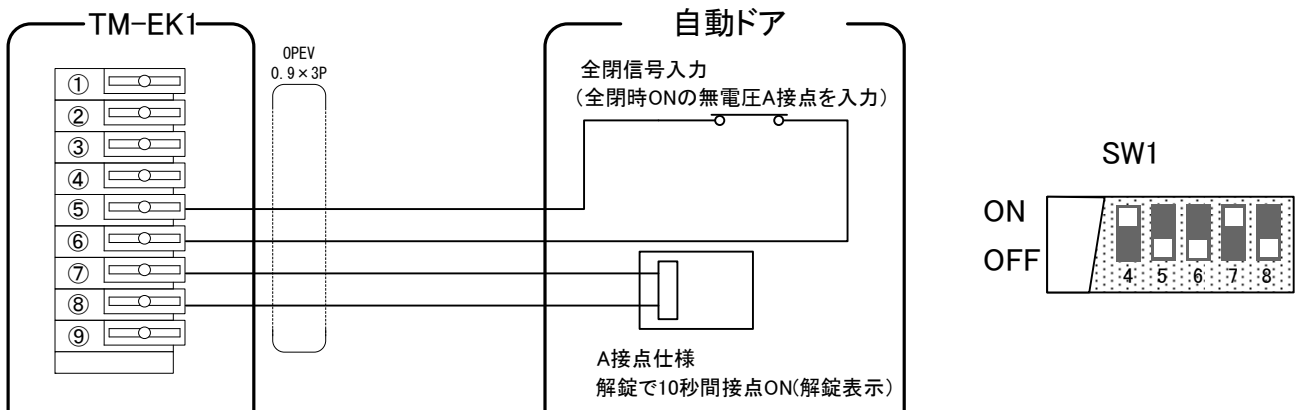 TM-EK1
①
②
③
④
⑤
⑥
⑦
⑧
⑨
OPEV
0.9×3P
自動ドア
全閉信号入力
(全閉時ONの無電圧A接点を入力)
A接点仕様
解錠で10秒間接点ON(解錠表示)
SW1
ON
OFF
4 5 6 7 8